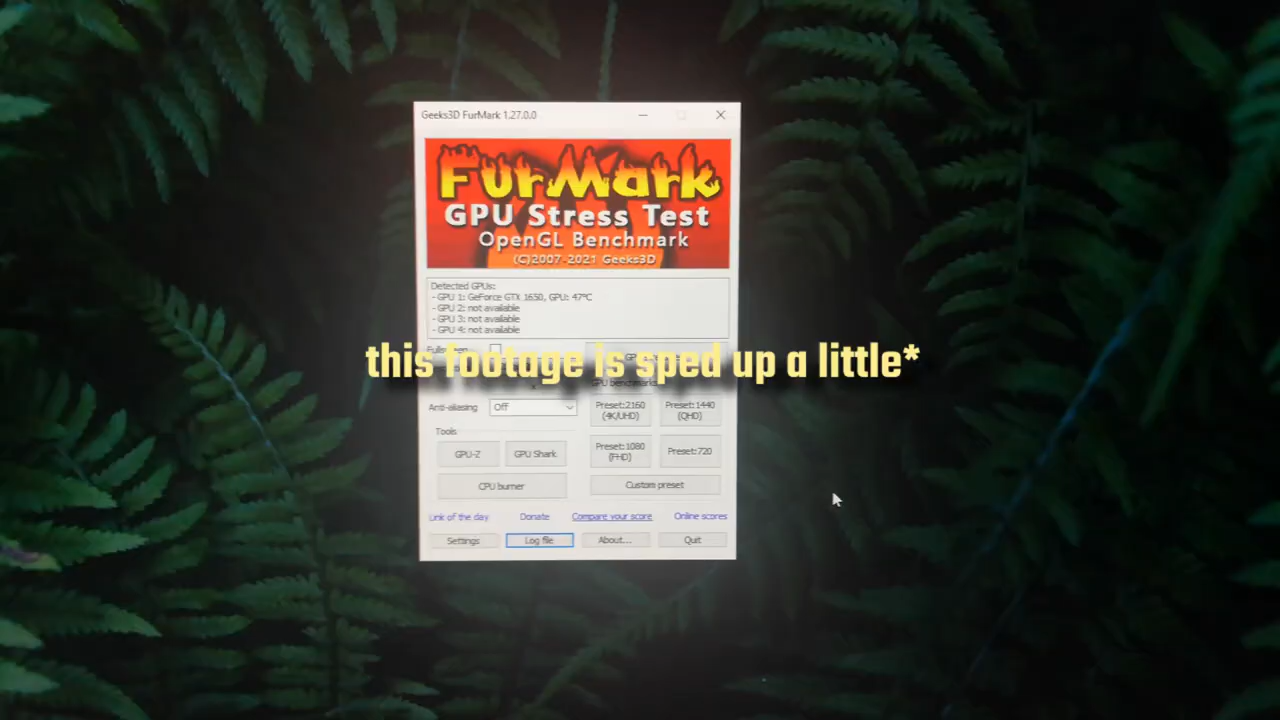 Geeks3D FurMark 1.27.0.0
FurMark
GPU Stress Test
OpenGL Benchmark
(C)2007-2021 Geeks3D
Detected GPUs:
- GPU 1: GeForce GTX 1650, GPU: 47°C
- GPU 2: not available
- GPU 3: not available
- GPU 4: not available
Fullscreen
this footage is sped up a little*
GPU benchmarks
Anti-aliasing
Off
Preset:2160
(4K/UHD)
Preset:1440
(QHD)
Tools
GPU-Z
GPU Shark
Preset:1080
(FHD)
Preset:720
CPU burner
Custom preset
Link of the day
Donate
Compare your score
Online scores
Settings
Log file
About...
Quit